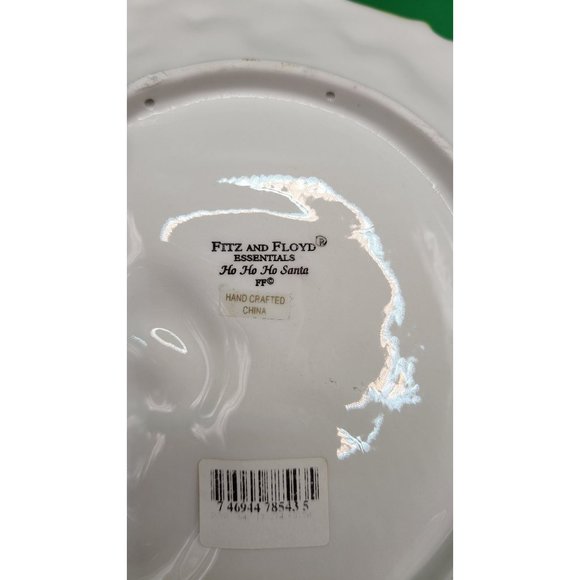 FITZ AND FLOYD®
ESSENTIALS
Ho Ho Ho Santa
FF©
HAND CRAFTED
CHINA
7 46944 78543 5